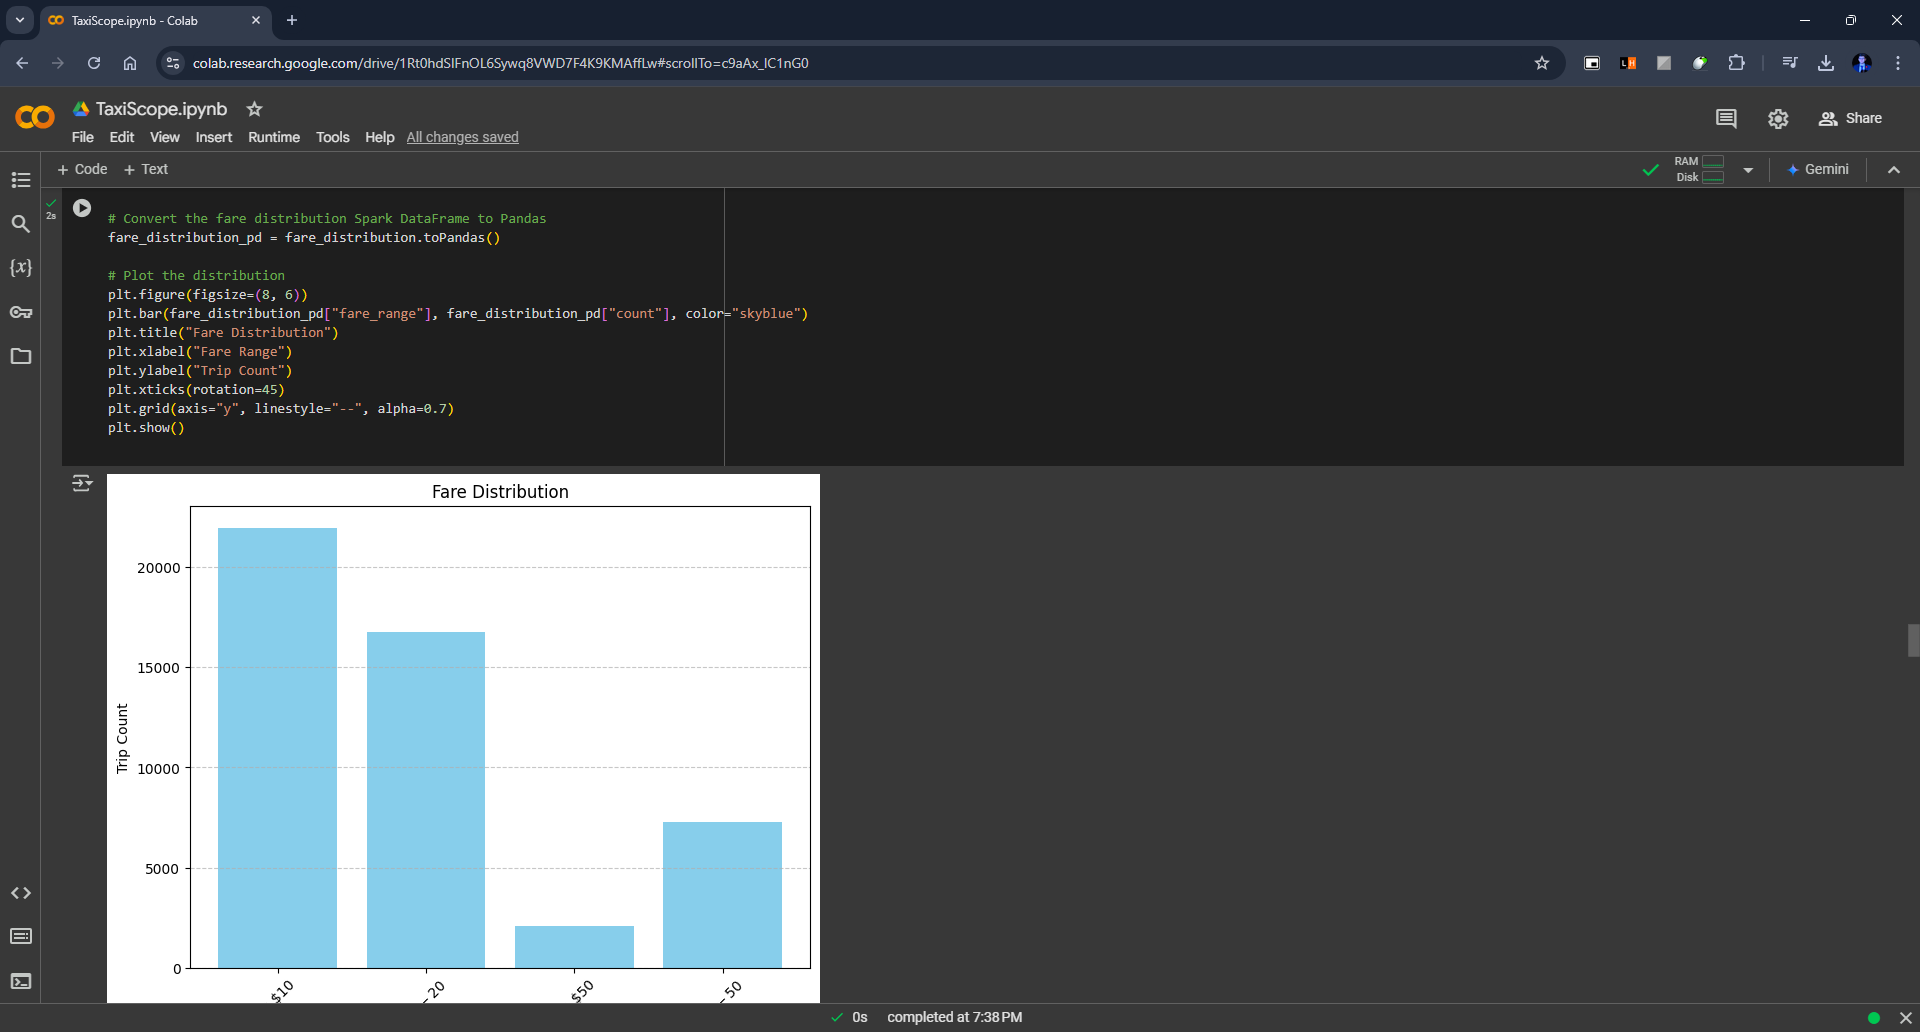 TaxiScope.ipynb - Colab
colab.research.google.com/drive/1Rt0hdSIFnOL6Sywq8VWD7F4K9KMAffLw#scrollTo=c9aAx_IC1nG0
LH
TaxiScope.ipynb
File Edit View Insert Runtime Tools Help All changes saved
Share
+ Code + Text
RAM
Disk
Gemini
2s
{x}
# Convert the fare distribution Spark DataFrame to Pandas
fare_distribution_pd = fare_distribution.toPandas()
# Plot the distribution
plt.figure(figsize=(8, 6))
plt.bar(fare_distribution_pd["fare_range"], fare_distribution_pd["count"], color="skyblue")
plt.title("Fare Distribution")
plt.xlabel("Fare Range")
plt.ylabel("Trip Count")
plt.xticks(rotation=45)
plt.grid(axis="y", linestyle="--", alpha=0.7)
plt.show()
Fare Distribution
20000
15000
10000
5000
0
Trip Count
$10
20
$50
50
0s completed at 7:38 PM